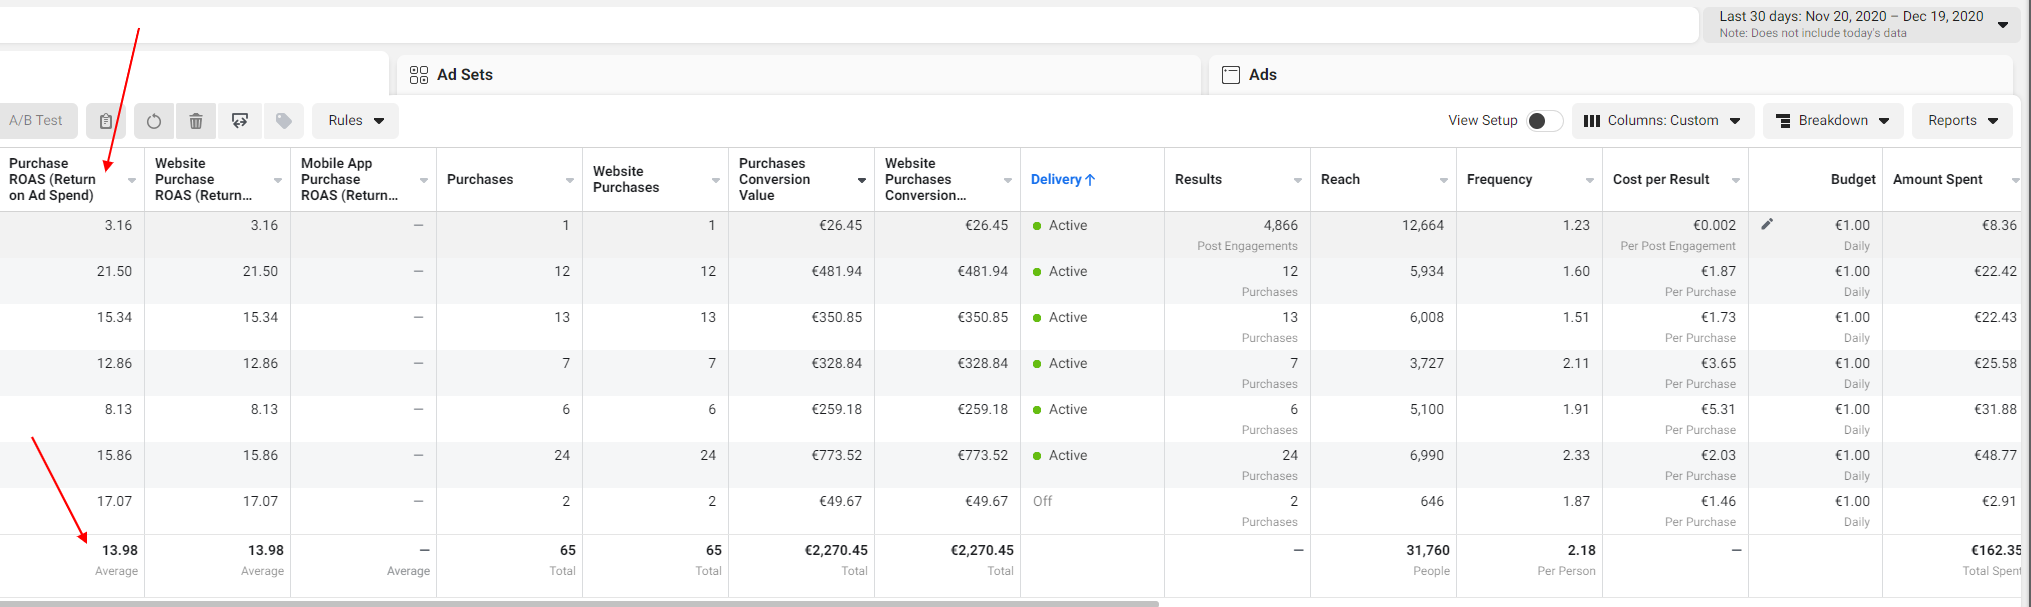 Last 30 days: Nov 20, 2020 – Dec 19, 2020
Note: Does not include today's data
Ad Sets
Ads
A/B Test
Rules
View Setup
Columns: Custom
Breakdown
Reports
Purchase
ROAS (Return
on Ad Spend)
Website
Purchase
ROAS (Return...
Mobile App
Purchase
ROAS (Return...
Purchases
Website
Purchases
Purchases
Conversion
Value
Website
Purchases
Conversion...
Delivery ↑
Results
Reach
Frequency
Cost per Result
Budget
Amount Spent
3.16 3.16 — 1 1 €26.45 €26.45 Active 4,866 12,664 1.23 €0.002 €1.00 €8.36
Post Engagements Per Post Engagement Daily
21.50 21.50 — 12 12 €481.94 €481.94 Active 12 5,934 1.60 €1.87 €1.00 €22.42
Purchases Per Purchase Daily
15.34 15.34 — 13 13 €350.85 €350.85 Active 13 6,008 1.51 €1.73 €1.00 €22.43
Purchases Per Purchase Daily
12.86 12.86 — 7 7 €328.84 €328.84 Active 7 3,727 2.11 €3.65 €1.00 €25.58
Purchases Per Purchase Daily
8.13 8.13 — 6 6 €259.18 €259.18 Active 6 5,100 1.91 €5.31 €1.00 €31.88
Purchases Per Purchase Daily
15.86 15.86 — 24 24 €773.52 €773.52 Active 24 6,990 2.33 €2.03 €1.00 €48.77
Purchases Per Purchase Daily
17.07 17.07 — 2 2 €49.67 €49.67 Off 2 646 1.87 €1.46 €1.00 €2.91
Purchases Per Purchase Daily
13.98 13.98 — 65 65 €2,270.45 €2,270.45 — 31,760 2.18 — €162.35
Average Average Average Total Total Total Total People Per Person Total Spent